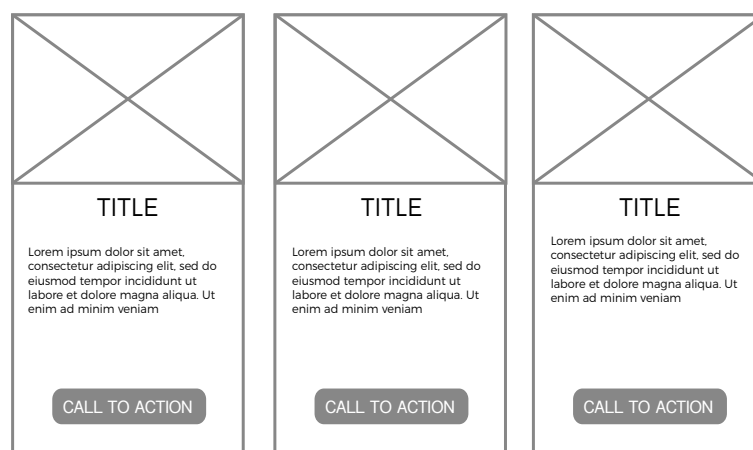 TITLE
Lorem ipsum dolor sit amet,
consectetur adipiscing elit, sed do
eiusmod tempor incididunt ut
labore et dolore magna aliqua. Ut
enim ad minim veniam
CALL TO ACTION
TITLE
Lorem ipsum dolor sit amet,
consectetur adipiscing elit, sed do
eiusmod tempor incididunt ut
labore et dolore magna aliqua. Ut
enim ad minim veniam
CALL TO ACTION
TITLE
Lorem ipsum dolor sit amet,
consectetur adipiscing elit, sed do
eiusmod tempor incididunt ut
labore et dolore magna aliqua. Ut
enim ad minim veniam
CALL TO ACTION